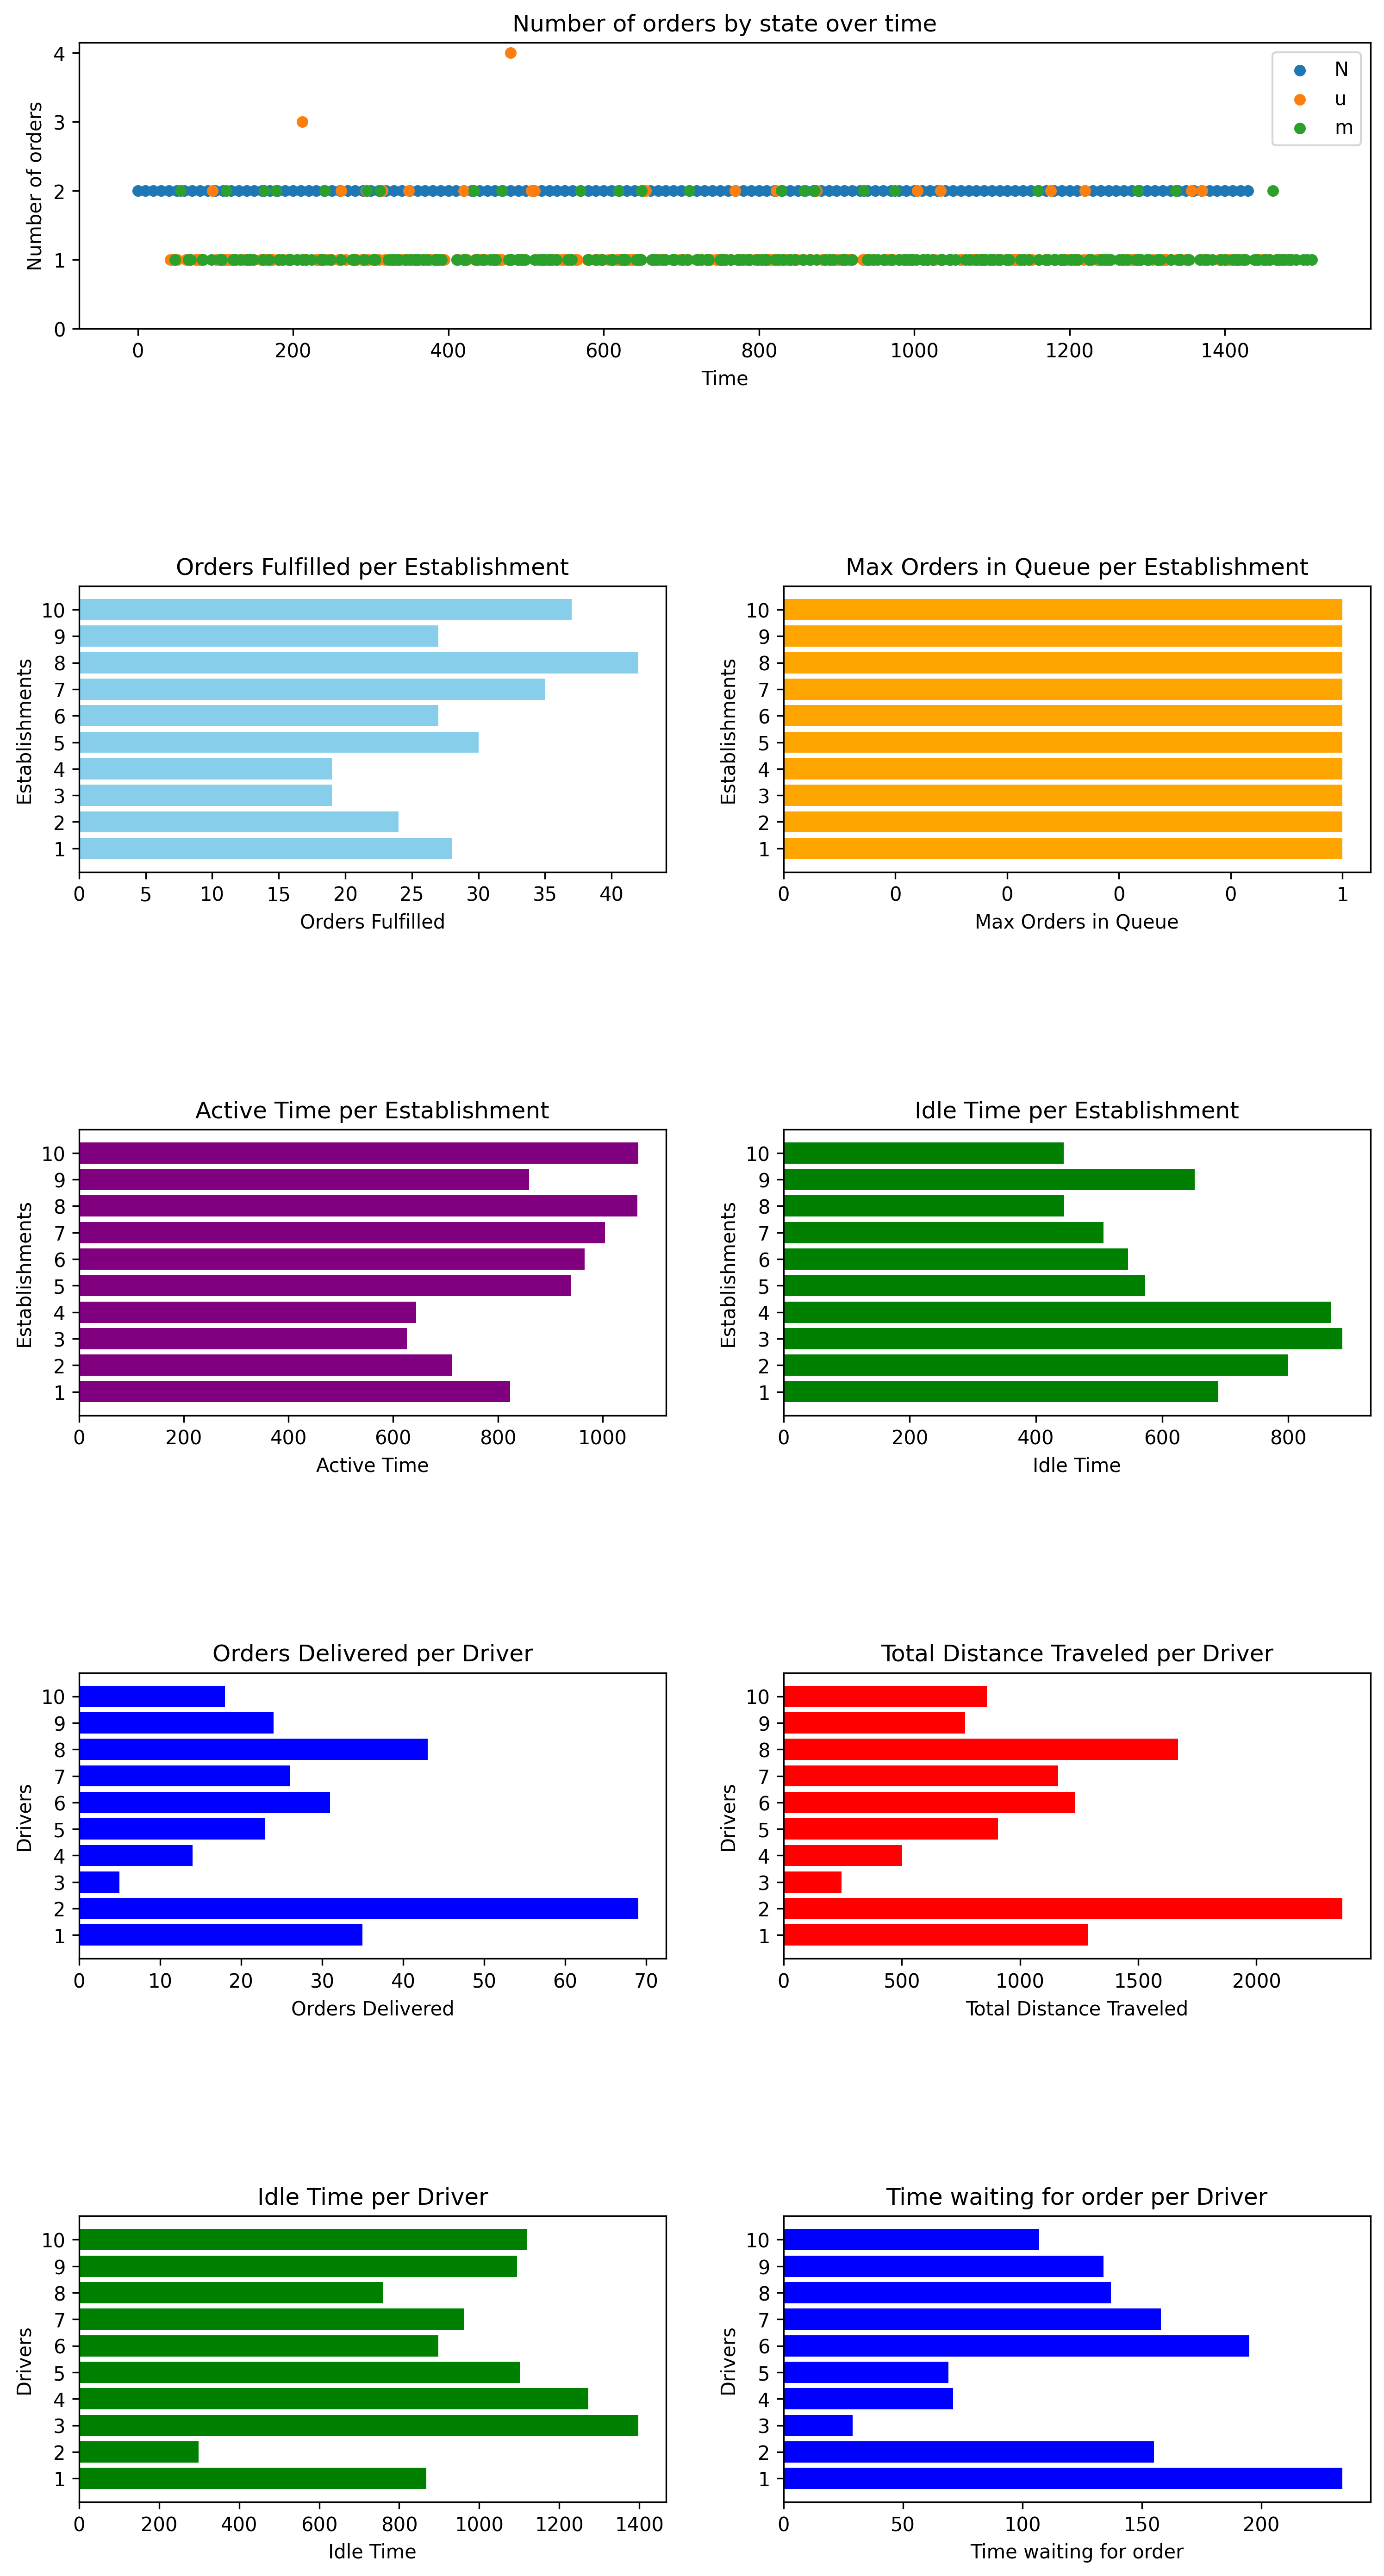 Number of orders by state over time
Number of orders
4
3
2
1
0
N
u
m
0 200 400 600 800 1000 1200 1400
Time
Orders Fulfilled per Establishment
Establishments
10
9
8
7
6
5
4
3
2
1
0 5 10 15 20 25 30 35 40
Orders Fulfilled
Max Orders in Queue per Establishment
Establishments
10
9
8
7
6
5
4
3
2
1
0 0 0 0 0 1
Max Orders in Queue
Active Time per Establishment
Establishments
10
9
8
7
6
5
4
3
2
1
0 200 400 600 800 1000
Active Time
Idle Time per Establishment
Establishments
10
9
8
7
6
5
4
3
2
1
0 200 400 600 800
Idle Time
Orders Delivered per Driver
Drivers
10
9
8
7
6
5
4
3
2
1
0 10 20 30 40 50 60 70
Orders Delivered
Total Distance Traveled per Driver
Drivers
10
9
8
7
6
5
4
3
2
1
0 500 1000 1500 2000
Total Distance Traveled
Idle Time per Driver
Drivers
10
9
8
7
6
5
4
3
2
1
0 200 400 600 800 1000 1200 1400
Idle Time
Time waiting for order per Driver
Drivers
10
9
8
7
6
5
4
3
2
1
0 50 100 150 200
Time waiting for order